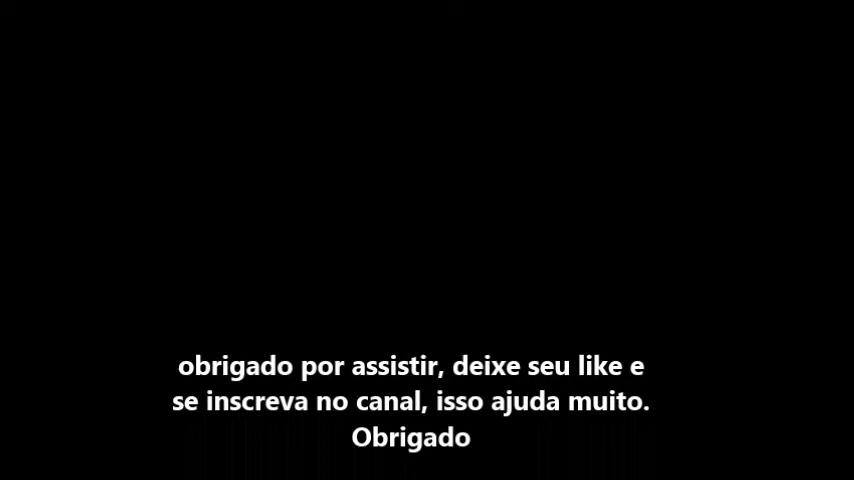 obrigado por assistir, deixe seu like e
se inscreva no canal, isso ajuda muito.
Obrigado